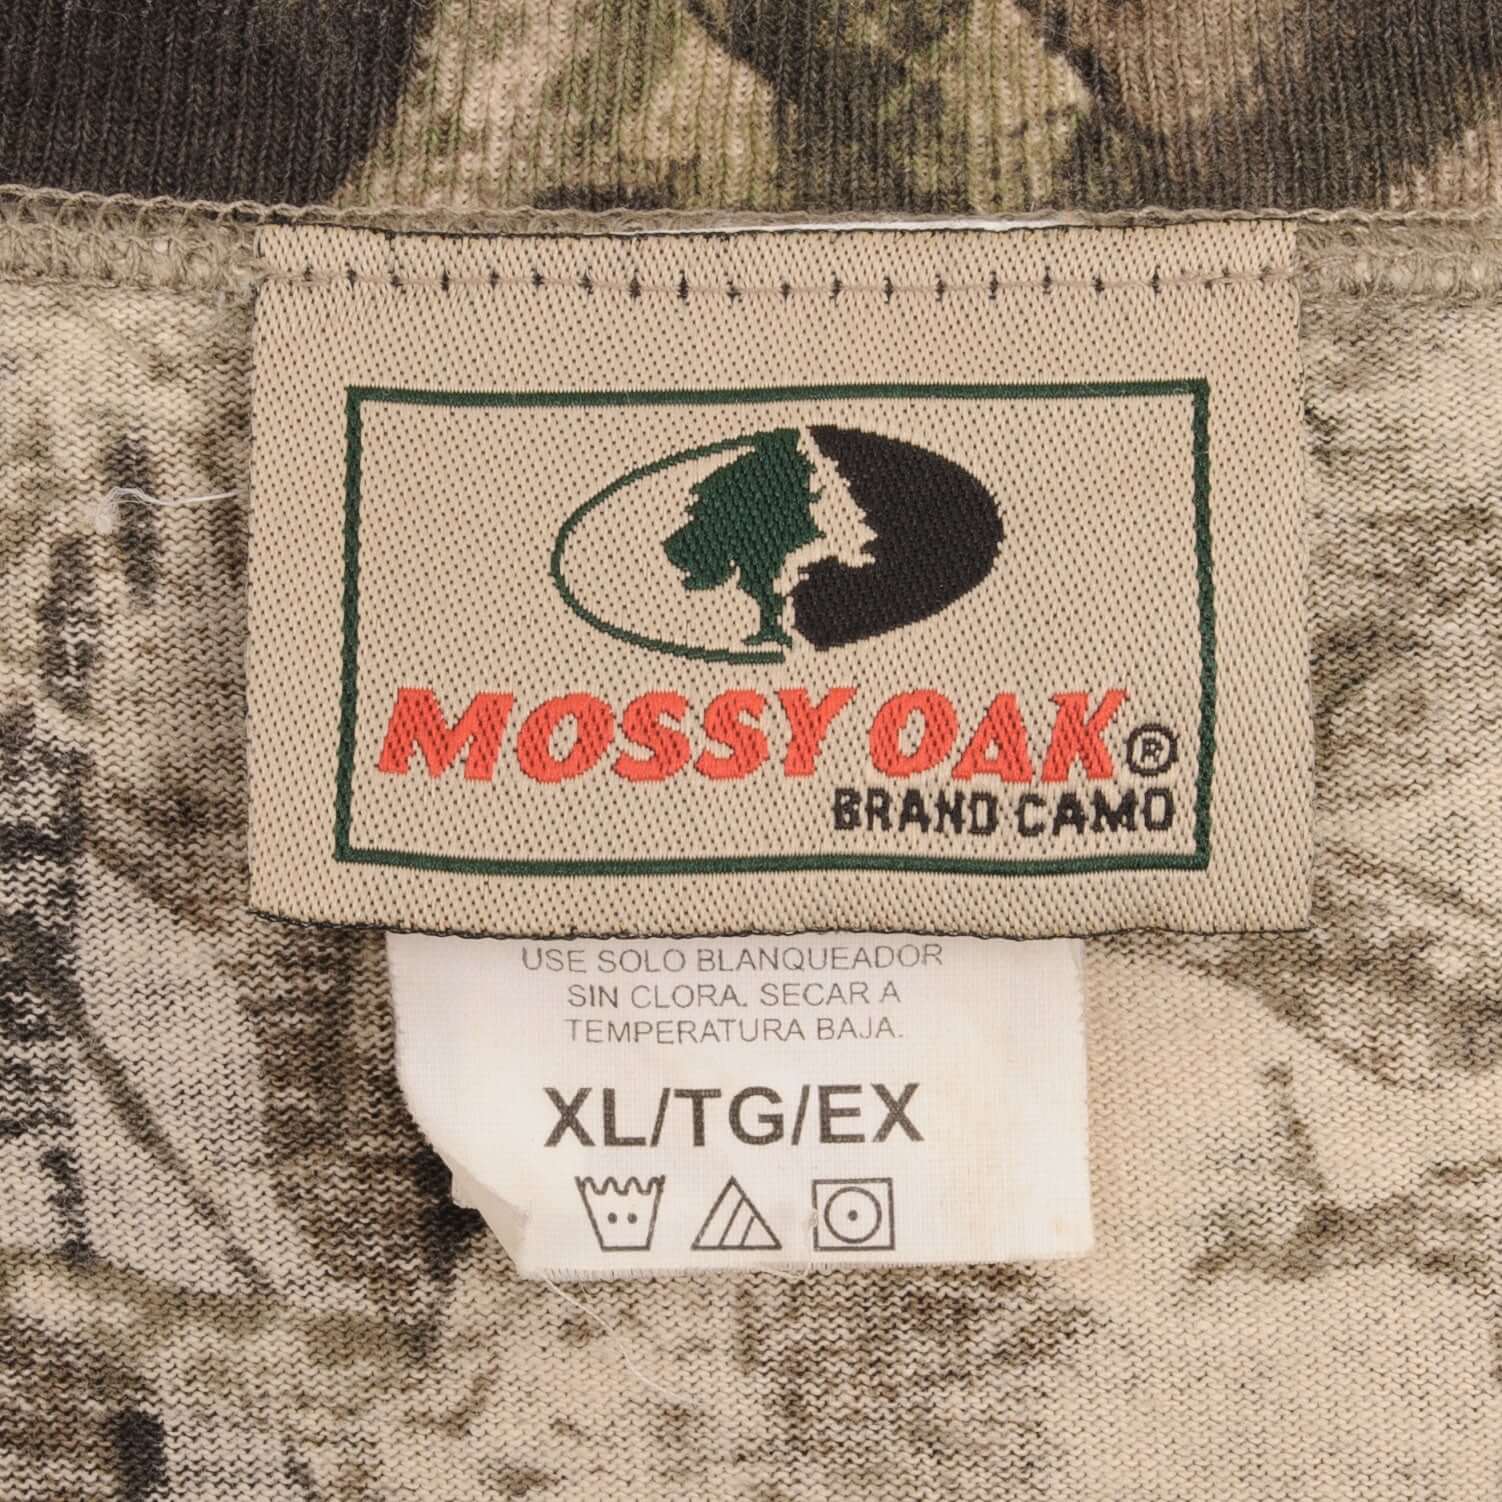 MOSSY OAK®
BRAND CAMO
USE SOLO BLANQUEADOR
SIN CLORA. SECAR A
TEMPERATURA BAJA.
XL/TG/EX